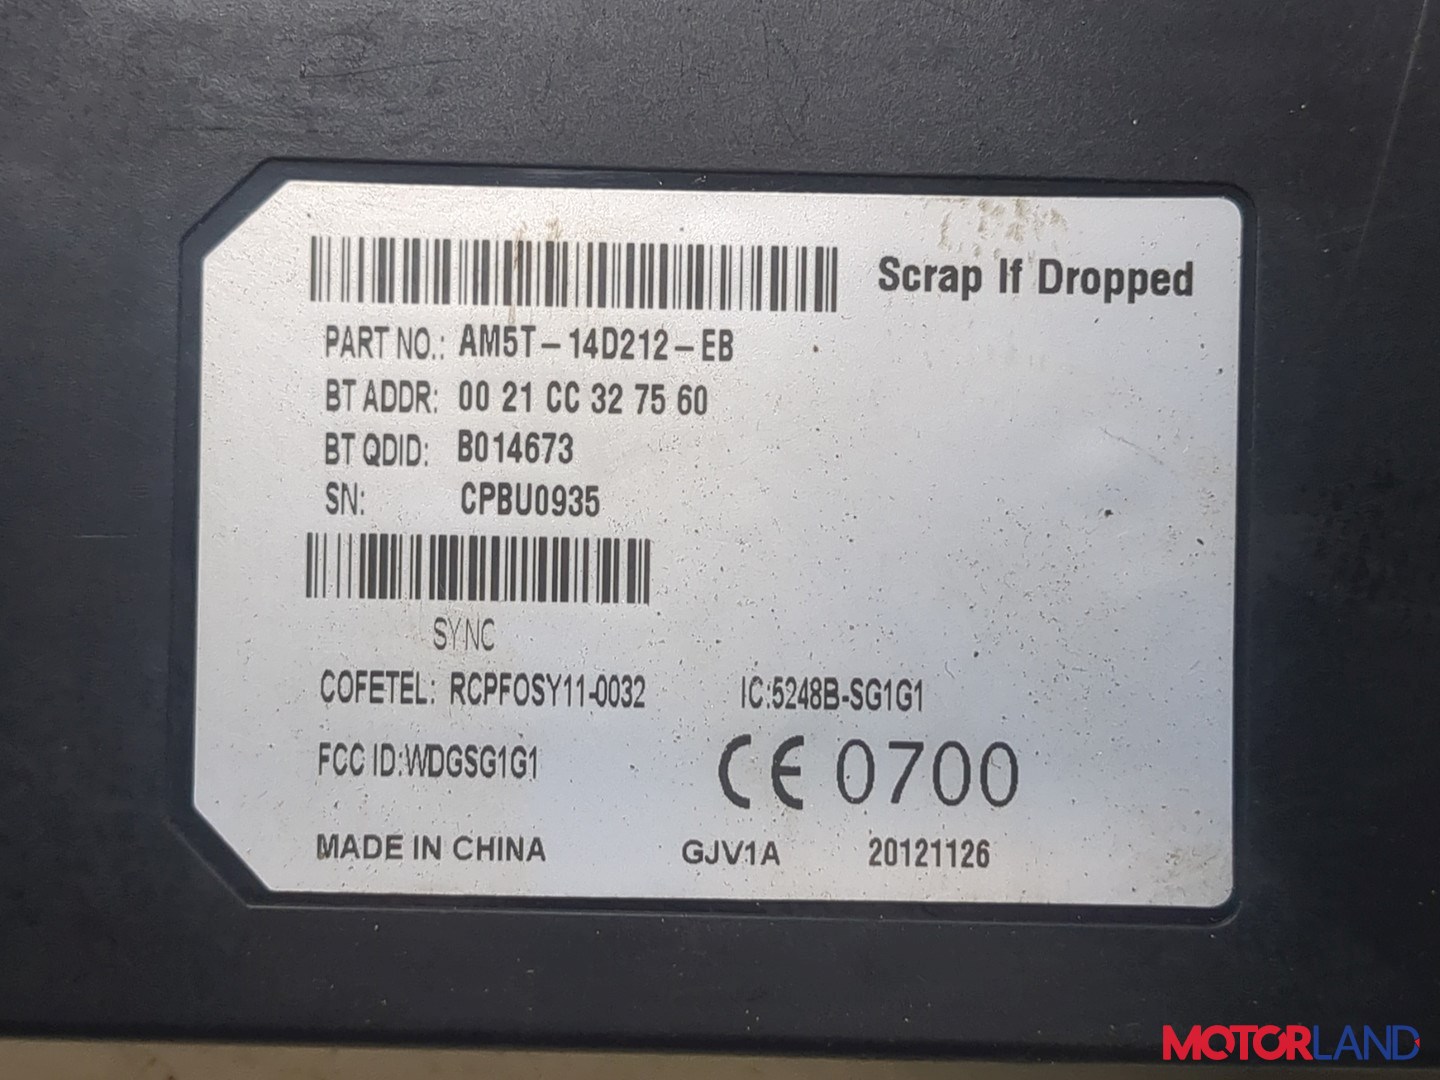 Scrap If Dropped
PART NO.: AM5T-14D212-EB
BT ADDR: 00 21 CC 32 75 60
BT QDID: B014673
SN: CPBU0935
SYNC
COFETEL: RCPFOSY11-0032 IC:5248B-SG1G1
FCC ID:WDGSG1G1 CE 0700
MADE IN CHINA GJV1A 20121126
MOTORLAND